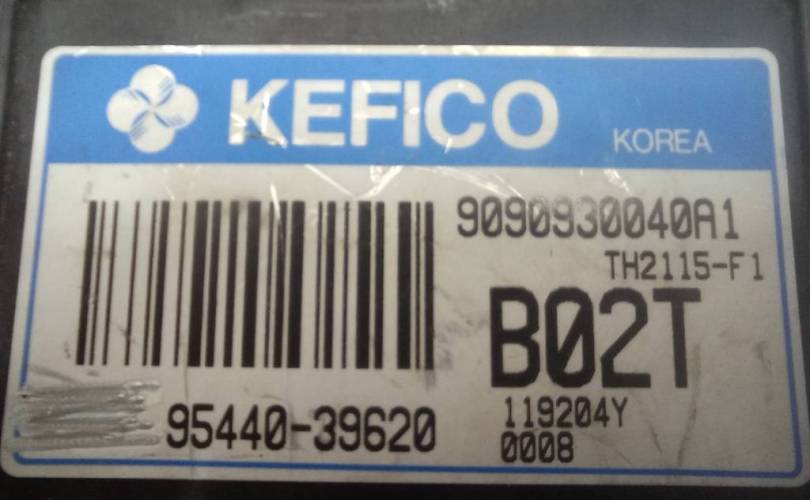 KEFICO
KOREA
9090930040A1
TH2115-F1
B02T
95440-39620
119204Y
0008